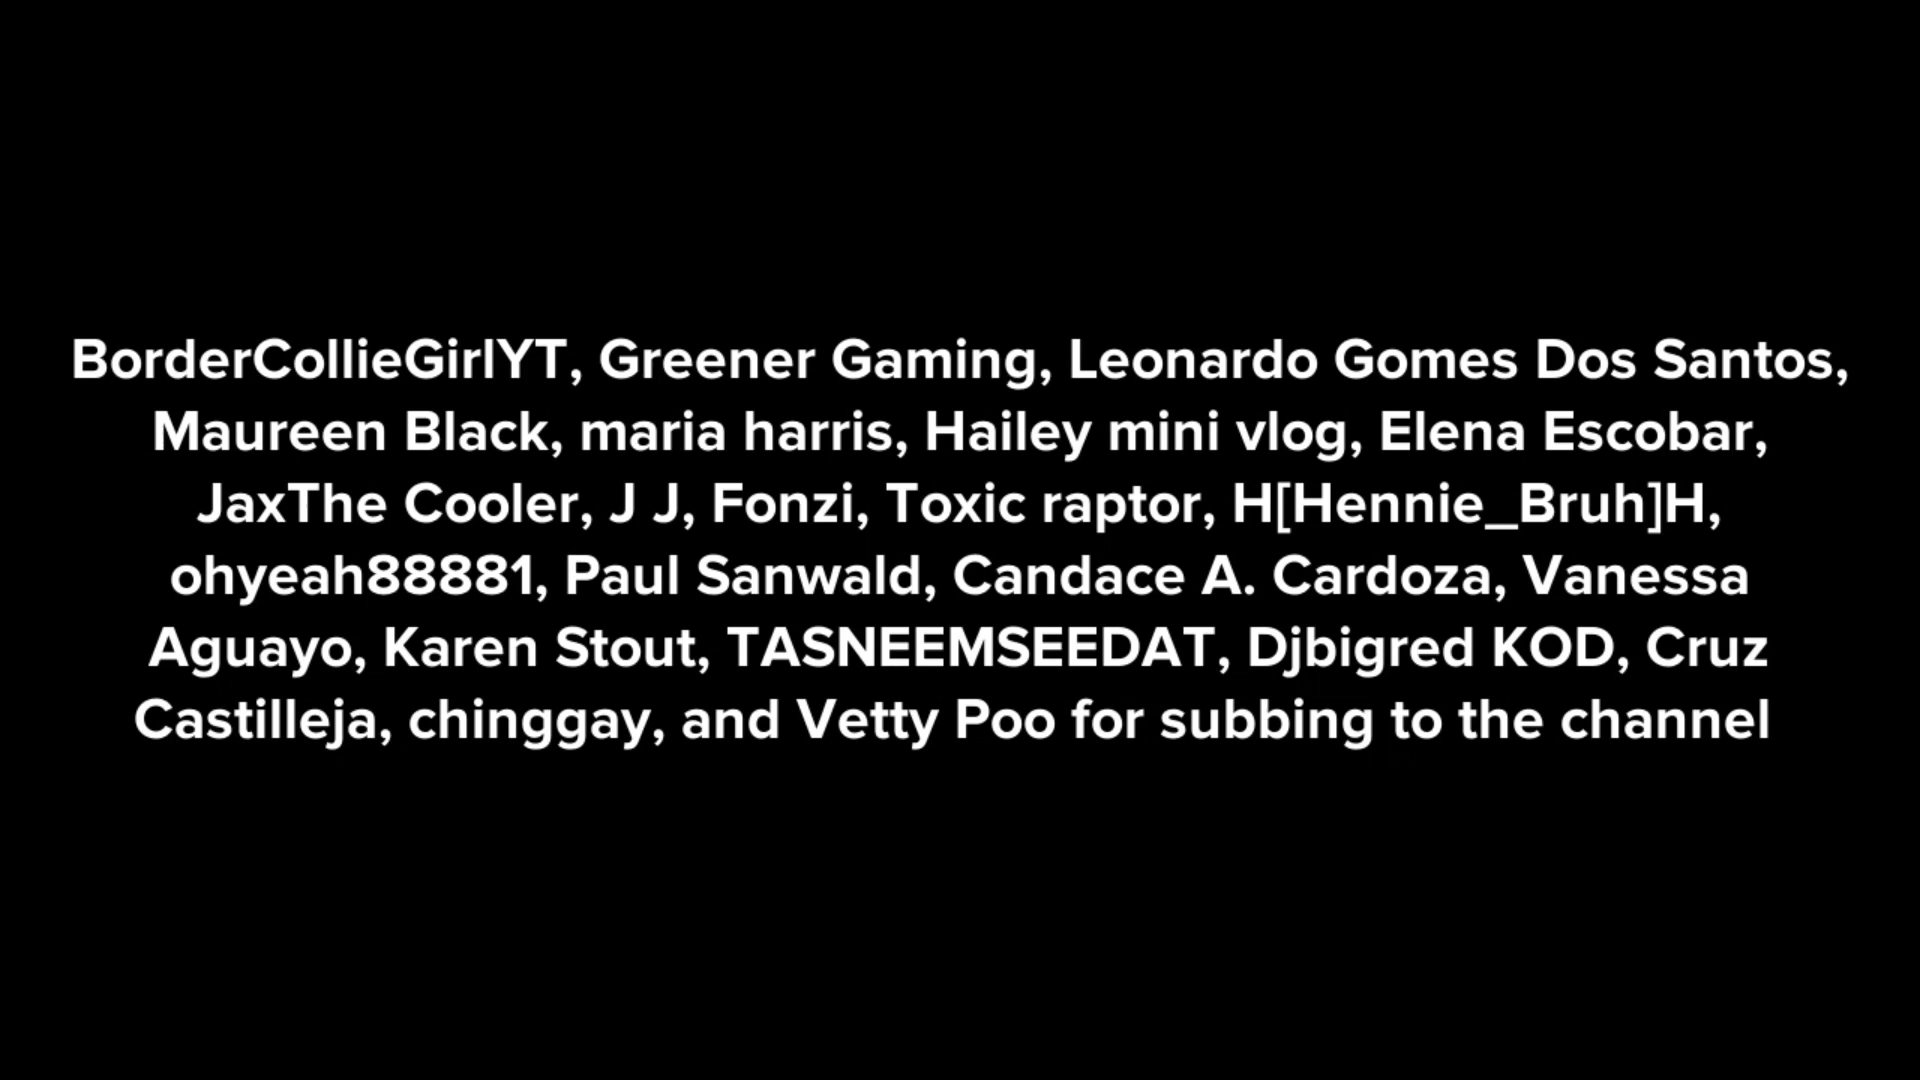 BorderCollieGirlYT, Greener Gaming, Leonardo Gomes Dos Santos,
Maureen Black, maria harris, Hailey mini vlog, Elena Escobar,
JaxThe Cooler, J J, Fonzi, Toxic raptor, H[Hennie_Bruh]H,
ohyeah88881, Paul Sanwald, Candace A. Cardoza, Vanessa
Aguayo, Karen Stout, TASNEEMSEEDAT, Djbigred KOD, Cruz
Castilleja, chinggay, and Vetty Poo for subbing to the channel